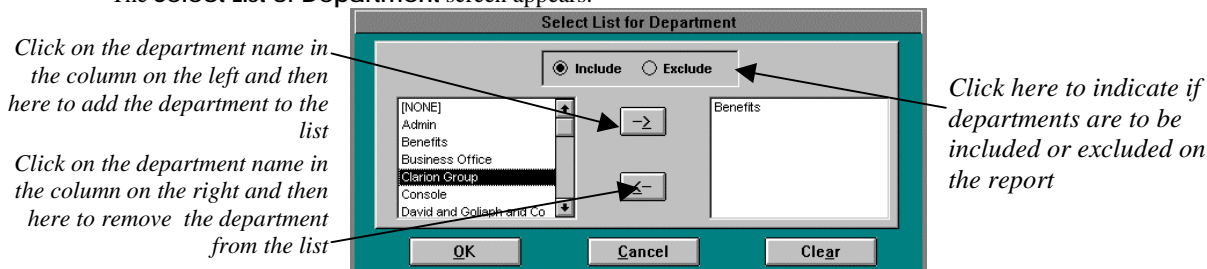 The Select List of Department screen appears.
Select List for Department
Click on the department name in
the column on the left and then
here to add the department to the
list
Click on the department name in
the column on the right and then
here to remove the department
from the list
Include Exclude
[NONE]
Admin
Benefits
Business Office
Clarion Group
Console
David and Goliaph and Co
->
<-
Benefits
OK Cancel Clear
Click here to indicate if
departments are to be
included or excluded on
the report